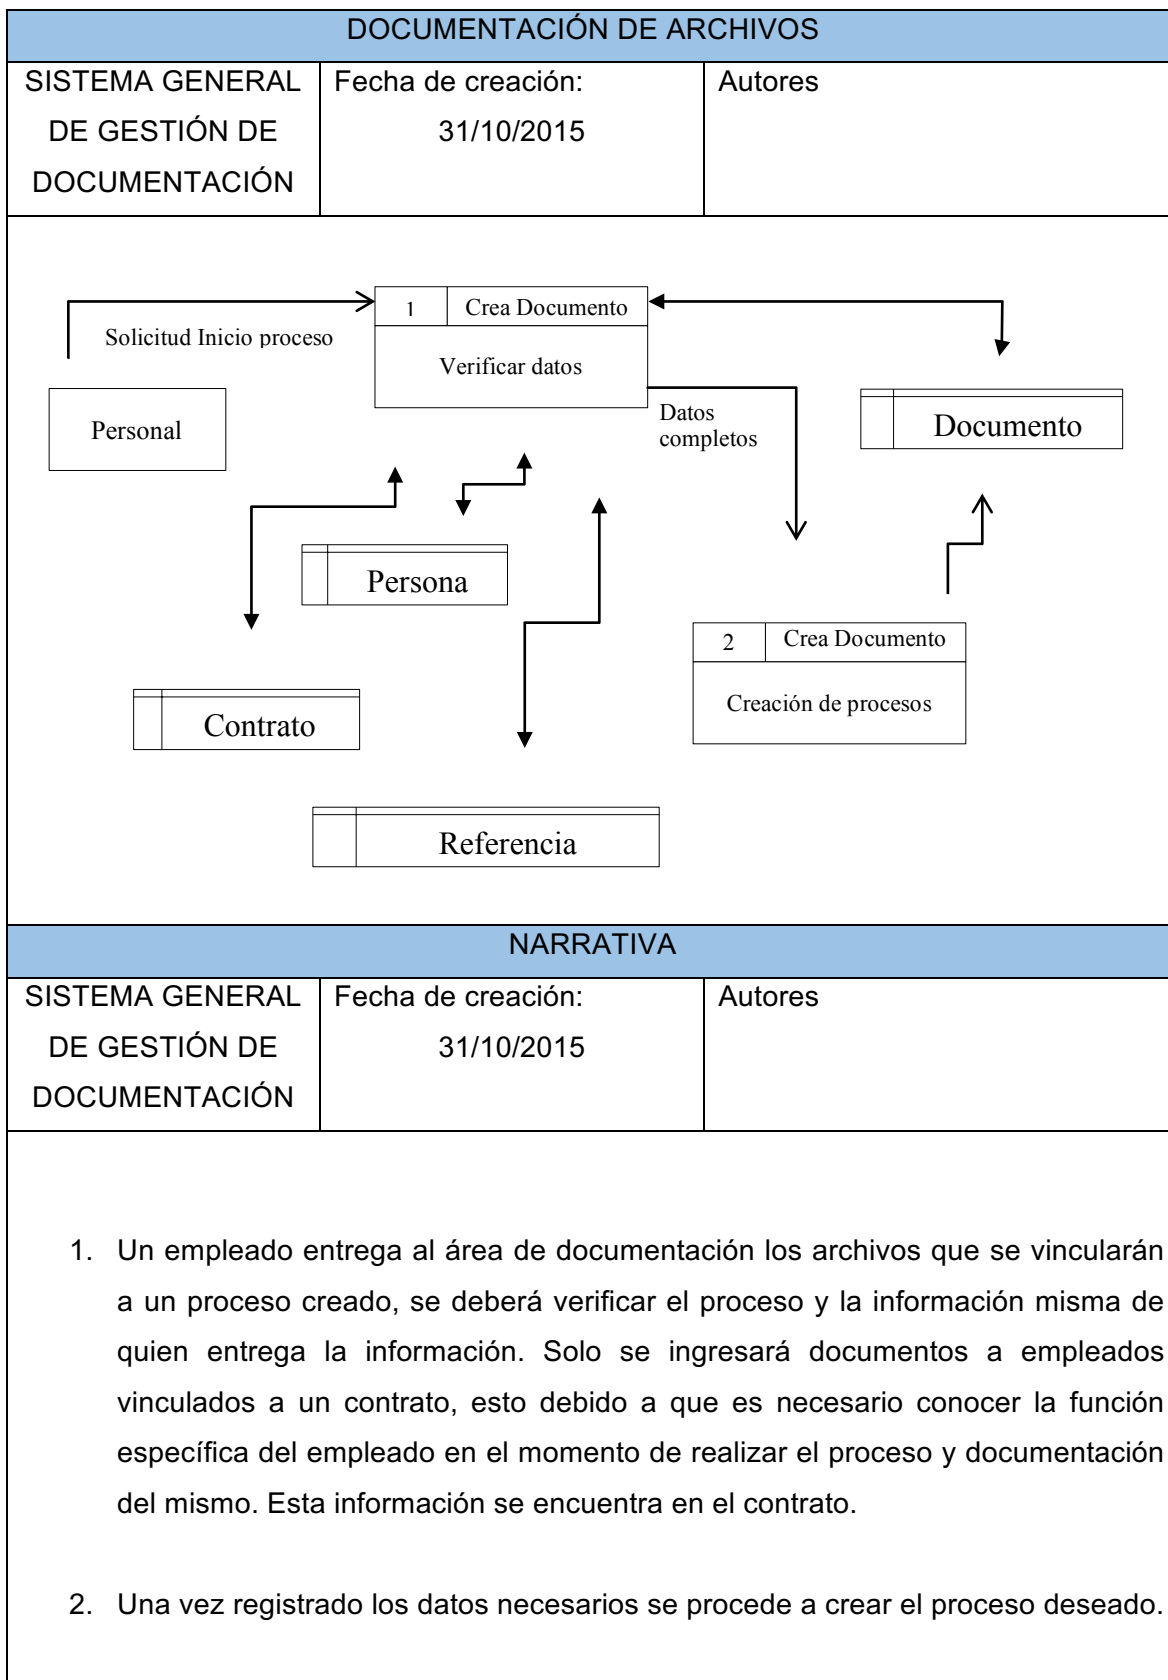 DOCUMENTACIÓN DE ARCHIVOS
SISTEMA GENERAL
DE GESTIÓN DE
DOCUMENTACIÓN
Fecha de creación:
31/10/2015
Autores
1
Crea Documento
Verificar datos
Solicitud Inicio proceso
Personal
Datos
completos
Documento
Persona
2
Crea Documento
Creación de procesos
Contrato
Referencia
NARRATIVA
SISTEMA GENERAL
DE GESTIÓN DE
DOCUMENTACIÓN
Fecha de creación:
31/10/2015
Autores
1. Un empleado entrega al área de documentación los archivos que se vincularán
a un proceso creado, se deberá verificar el proceso y la información misma de
quien entrega la información. Solo se ingresará documentos a empleados
vinculados a un contrato, esto debido a que es necesario conocer la función
específica del empleado en el momento de realizar el proceso y documentación
del mismo. Esta información se encuentra en el contrato.
2. Una vez registrado los datos necesarios se procede a crear el proceso deseado.